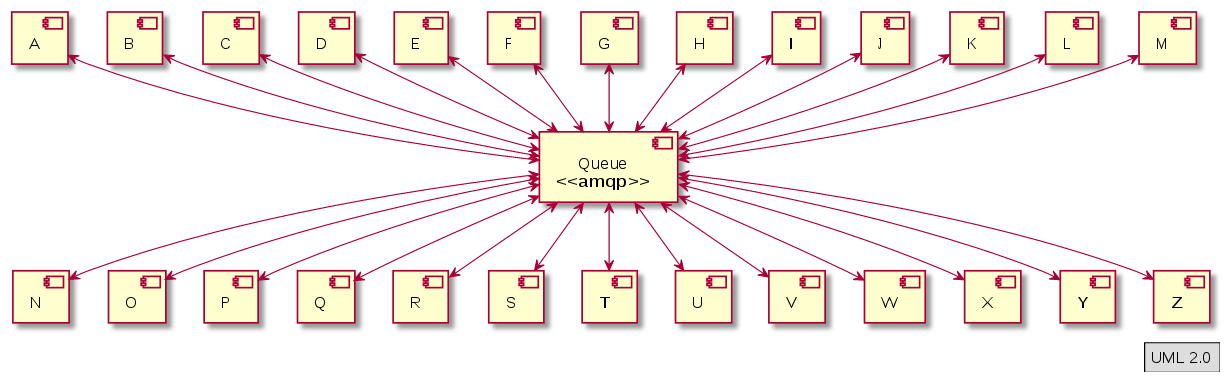 A B C D E F G H I J K L M
Queue
<<amqp>>
N O P Q R S T U V W X Y Z
UML 2.0